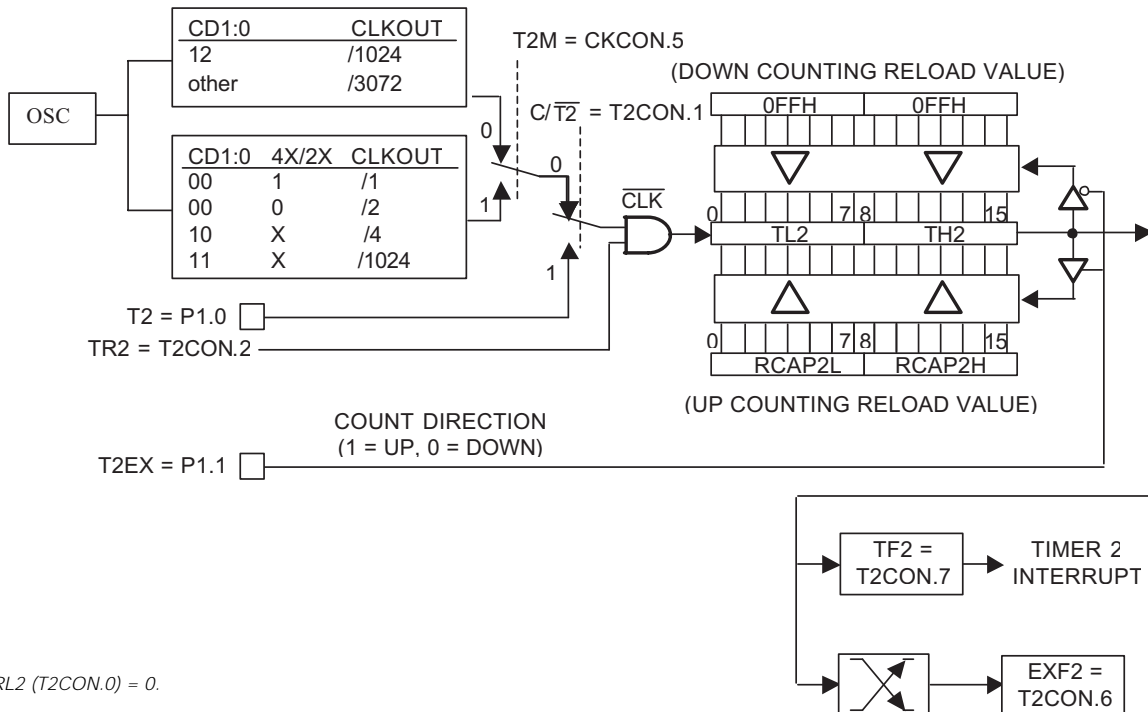 CD1:0 CLKOUT
12 /1024
other /3072
OSC
CD1:0 4X/2X CLKOUT
00 1 /1
00 0 /2
10 X /4
11 X /1024
T2M = CKCON.5
C/T̅2̅ = T2CON.1
0
1
0
1
C̅L̅K̅
(DOWN COUNTING RELOAD VALUE)
0FFH 0FFH
0 7 8 15
TL2 TH2
0 7 8 15
RCAP2L RCAP2H
(UP COUNTING RELOAD VALUE)
T2 = P1.0
TR2 = T2CON.2
COUNT DIRECTION
(1 = UP, 0 = DOWN)
T2EX = P1.1
TF2 =
T2CON.7
TIMER 2
INTERRUPT
EXF2 =
T2CON.6
RL2 (T2CON.0) = 0.